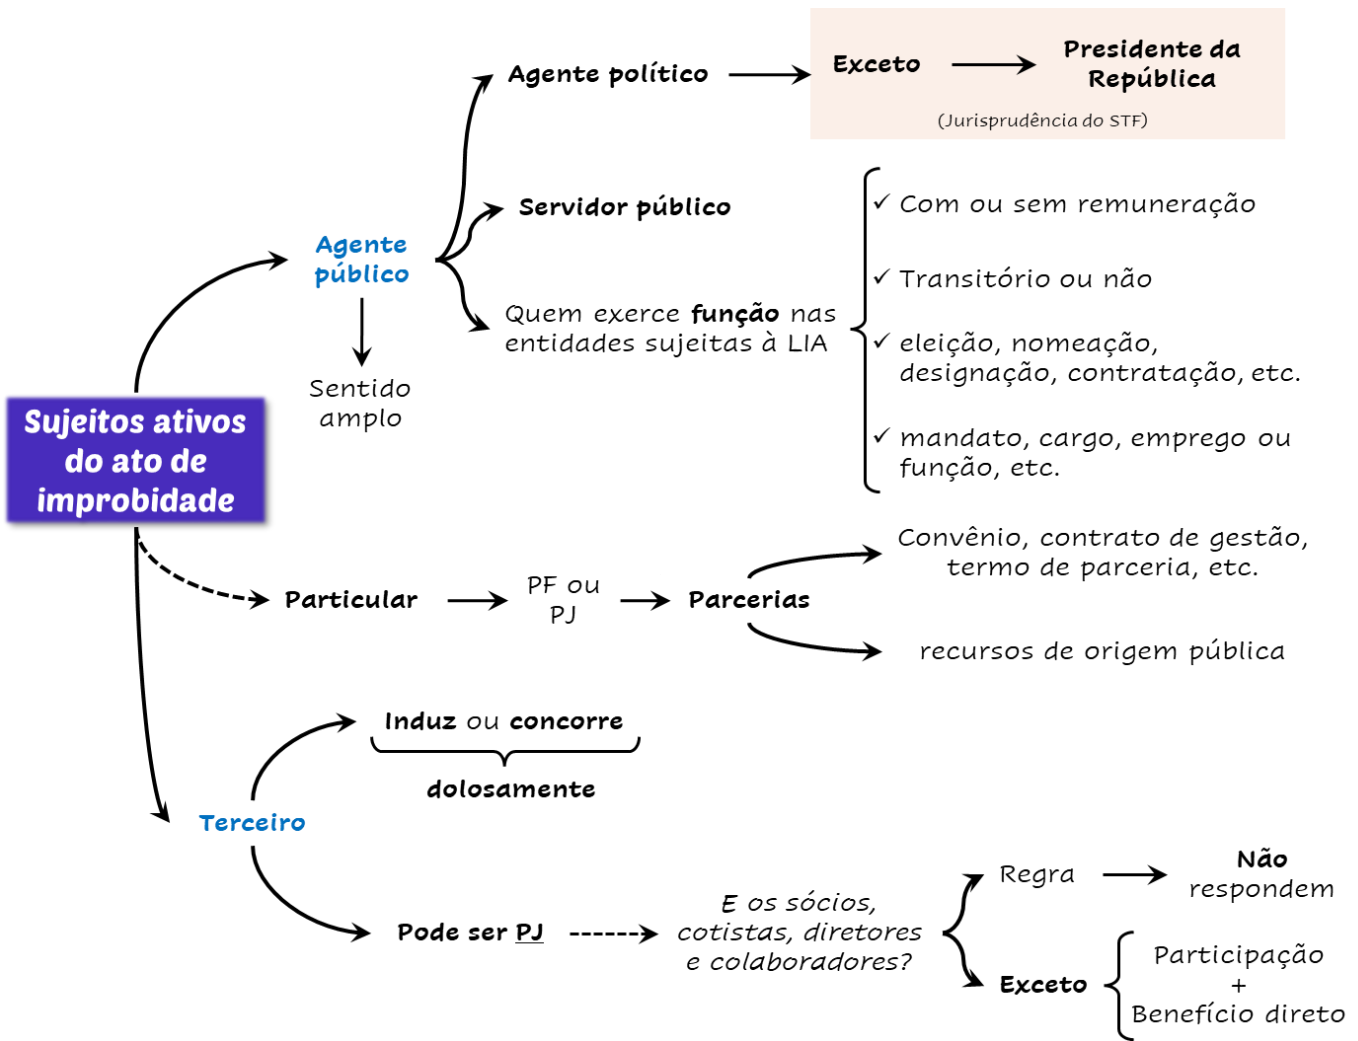 Agente político
Exceto
Presidente da
República
(Jurisprudência do STF)
Servidor público
Agente
público
Sentido
amplo
Quem exerce função nas
entidades sujeitas à LIA
✓ Com ou sem remuneração
✓ Transitório ou não
✓ eleição, nomeação,
designação, contratação, etc.
✓ mandato, cargo, emprego ou
função, etc.
Sujeitos ativos
do ato de
improbidade
Particular
PF ou
PJ
Parcerias
Convênio, contrato de gestão,
termo de parceria, etc.
recursos de origem pública
Terceiro
Induz ou concorre
dolosamente
Pode ser PJ
E os sócios,
cotistas, diretores
e colaboradores?
Regra
Não
respondem
Exceto
Participação
+
Benefício direto